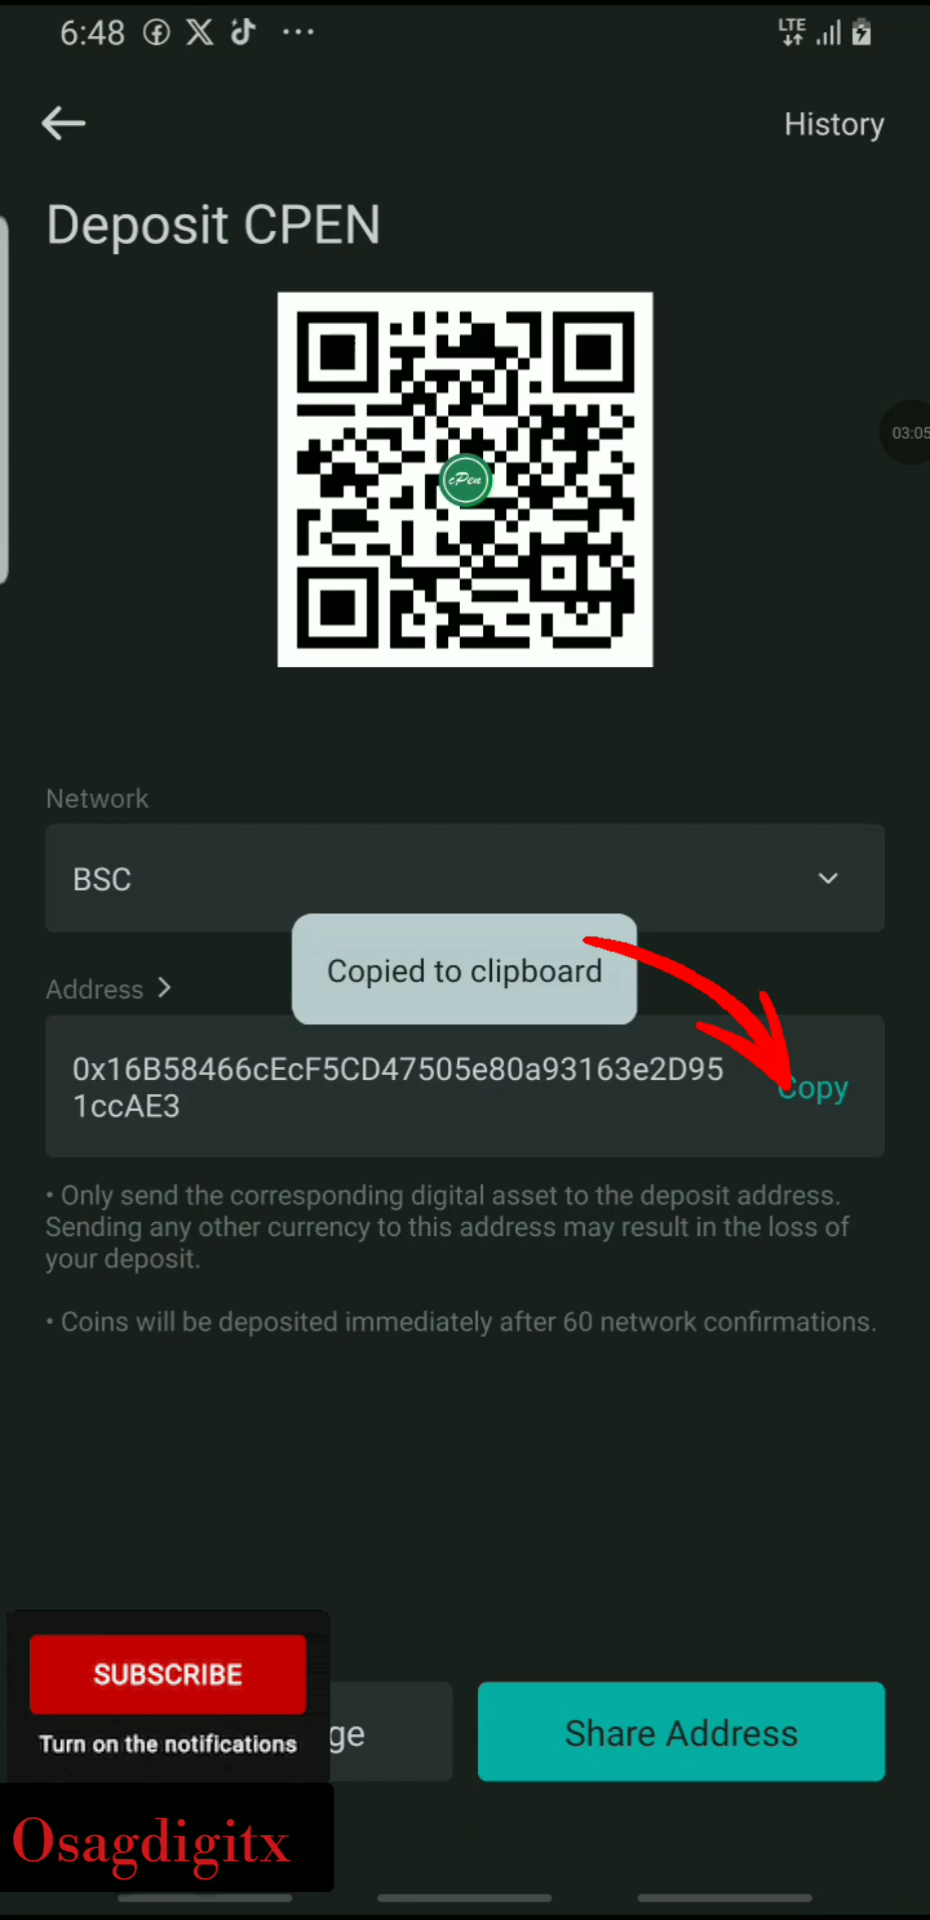 6:48
LTE
History
Deposit CPEN
cPen
03:05
Network
BSC
Copied to clipboard
Address
0x16B58466cEcF5CD47505e80a93163e2D95
1ccAE3
Copy
• Only send the corresponding digital asset to the deposit address.
Sending any other currency to this address may result in the loss of
your deposit.
• Coins will be deposited immediately after 60 network confirmations.
SUBSCRIBE
Turn on the notifications
ge
Share Address
Osagdigitx